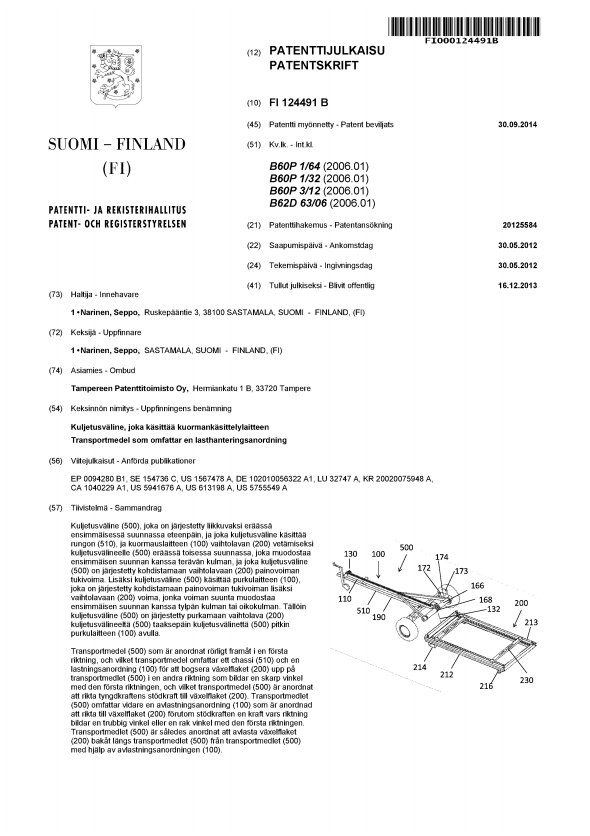 FI000124491B
(12) PATENTTIJULKAISU
PATENTSKRIFT
(10) FI 124491 B
(45) Patentti myönnetty - Patent beviljats 30.09.2014
SUOMI – FINLAND
(FI)
PATENTTI- JA REKISTERIHALLITUS
PATENT- OCH REGISTERSTYRELSEN
(51) Kv.lk. - Int.kl.
B60P 1/64 (2006.01)
B60P 1/32 (2006.01)
B60P 3/12 (2006.01)
B62D 63/06 (2006.01)
(21) Patenttihakemus - Patentansökning 20125584
(22) Saapumispäivä - Ankomstdag 30.05.2012
(24) Tekemispäivä - Ingivningsdag 30.05.2012
(41) Tullut julkiseksi - Blivit offentlig 16.12.2013
(73) Haltija - Innehavare
1 • Narinen, Seppo, Ruskepääntie 3, 38100 SASTAMALA, SUOMI - FINLAND, (FI)
(72) Keksijä - Uppfinnare
1 • Narinen, Seppo, SASTAMALA, SUOMI - FINLAND, (FI)
(74) Asiamies - Ombud
Tampereen Patenttitoimisto Oy, Hermiankatu 1 B, 33720 Tampere
(54) Keksinnön nimitys - Uppfinningens benämning
Kuljetusväline, joka käsittää kuormankäsittelylaitteen
Transportmedel som omfattar en lasthanteringsanordning
(56) Viitejulkaisut - Anförda publikationer
EP 0094280 B1, SE 154736 C, US 1567478 A, DE 102010056322 A1, LU 32747 A, KR 20020075948 A,
CA 1040229 A1, US 5941676 A, US 613198 A, US 5755549 A
(57) Tiivistelmä - Sammandrag
Kuljetusväline (500), joka on järjestetty liikkuvaksi eräässä
ensimmäisessä suunnassa eteenpäin, ja joka kuljetusväline käsittää
rungon (510), ja kuormauslaitteen (100) vaihtolavan (200) vetämiseksi
kuljetusvälineelle (500) eräässä toisessa suunnassa, joka muodostaa
ensimmäisen suunnan kanssa terävän kulman, ja joka kuljetusväline
(500) on järjestetty kohdistamaan vaihtolavaan (200) painovoiman
tukivoima. Lisäksi kuljetusväline (500) käsittää purkulaitteen (100),
joka on järjestetty kohdistamaan painovoiman tukivoiman lisäksi
vaihtolavaan (200) voima, jonka voiman suunta muodostaa
ensimmäisen suunnan kanssa tylpän kulman tai oikokulman. Tällöin
kuljetusväline (500) on järjestetty purkamaan vaihtolava (200)
kuljetusvälineeltä (500) taaksepäin kuljetusvälinettä (500) pitkin
purkulaitteen (100) avulla.
Transportmedel (500) som är anordnat rörligt framåt i en första
riktning, och vilket transportmedel omfattar ett chassi (510) och en
lastningsanordning (100) för att bogsera växelflaket (200) upp på
transportmedlet (500) i en andra riktning som bildar en skarp vinkel
med den första riktningen, och vilket transportmedel (500) är anordnat
att rikta tyngdkraftens stödkraft till växelflaket (200). Transportmedlet
(500) omfattar vidare en avlastningsanordning (100) som är anordnad
att rikta till växelflaket (200) förutom stödkraften en kraft vars riktning
bildar en trubbig vinkel eller en rak vinkel med den första riktningen.
Transportmedlet (500) är således anordnat att avlasta växelflaket
(200) bakåt längs transportmedlet (500) från transportmedlet (500)
med hjälp av avlastningsanordningen (100).
500
174
130
100
172
173
166
110
168
200
510
132
190
213
214
212
230
216